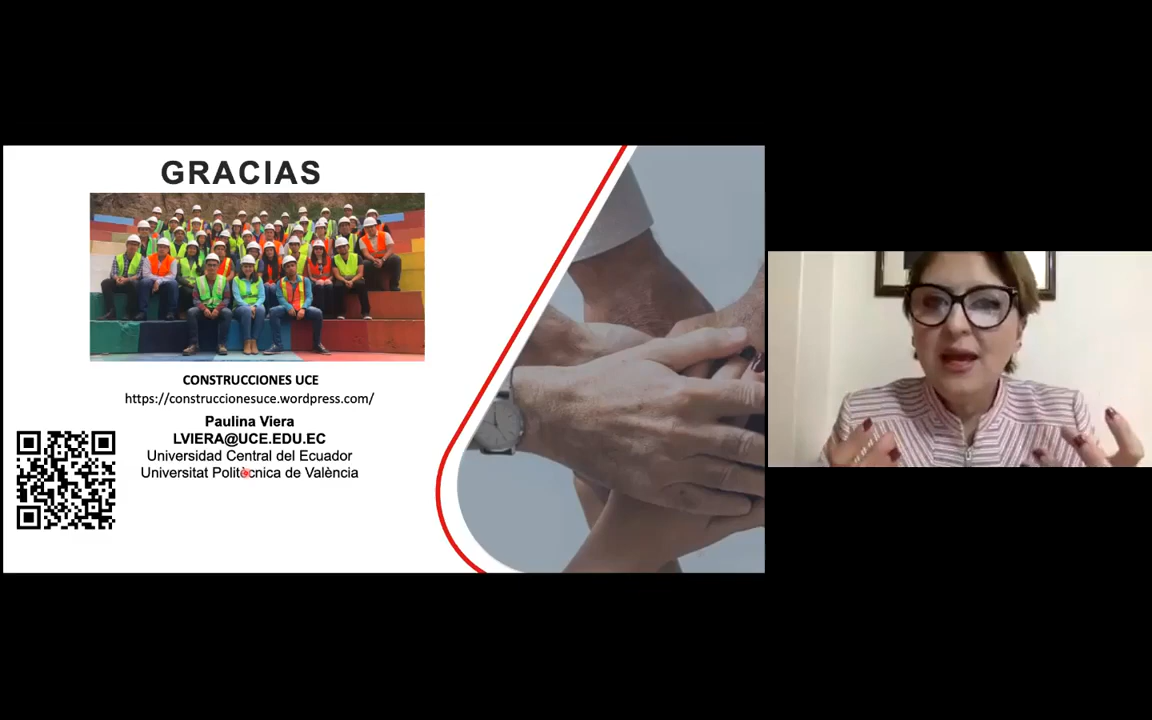 GRACIAS
CONSTRUCCIONES UCE
https://construccionesuce.wordpress.com/
Paulina Viera
LVIERA@UCE.EDU.EC
Universidad Central del Ecuador
Universitat Politècnica de València